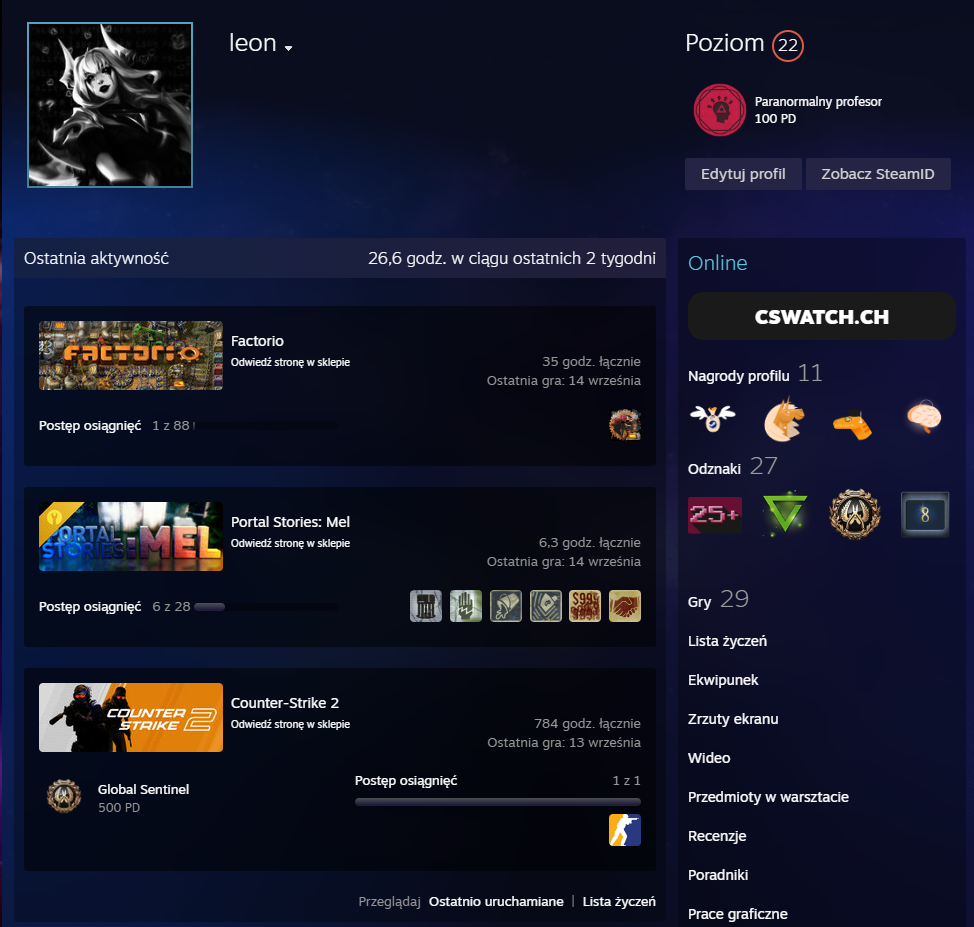 leon
Poziom 22
Paranormalny profesor
100 PD
Edytuj profil
Zobacz SteamID
Ostatnia aktywność
26,6 godz. w ciągu ostatnich 2 tygodni
FACTORIO
Factorio
Odwiedź stronę w sklepie
35 godz. łącznie
Ostatnia gra: 14 września
Postęp osiągnięć 1 z 88
PORTAL STORIES: MEL
Portal Stories: Mel
Odwiedź stronę w sklepie
6,3 godz. łącznie
Ostatnia gra: 14 września
Postęp osiągnięć 6 z 28
COUNTER STRIKE 2
Counter-Strike 2
Odwiedź stronę w sklepie
784 godz. łącznie
Ostatnia gra: 13 września
Global Sentinel
500 PD
Postęp osiągnięć 1 z 1
Przeglądaj Ostatnio uruchamiane | Lista życzeń
Online
CSWATCH.CH
Nagrody profilu 11
Odznaki 27
25+
8
Gry 29
Lista życzeń
Ekwipunek
Zrzuty ekranu
Wideo
Przedmioty w warsztacie
Recenzje
Poradniki
Prace graficzne